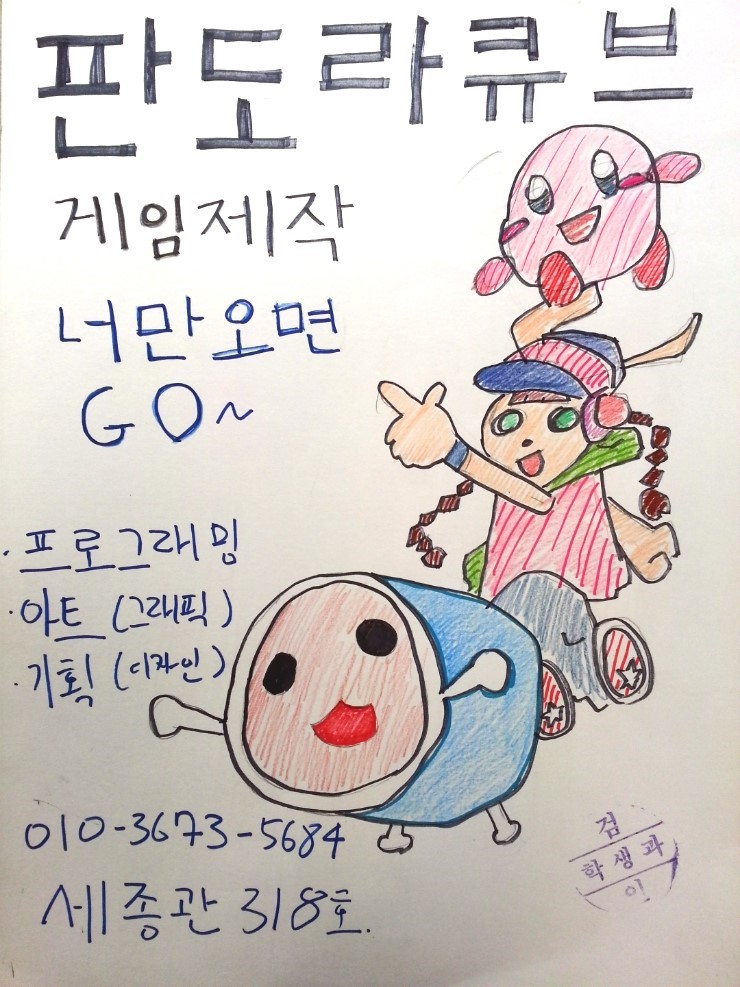 판도라큐브
게임제작
너만오면
GO~
· 프로그래밍
· 아트 (그래픽)
· 기획 (디자인)
010-3673-5684
세종관 318호.
검
학생과
인